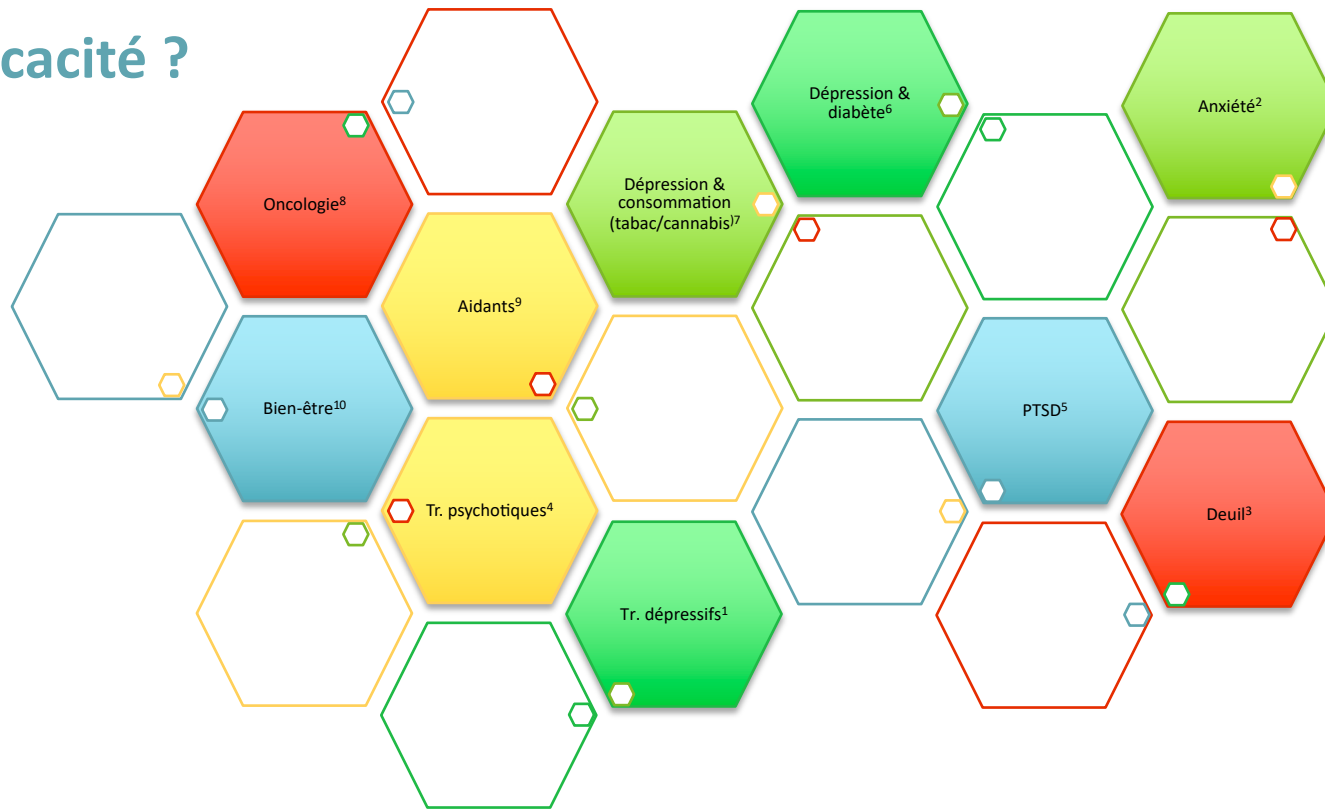 cacité ?
Dépression &
diabète⁶
Anxiété²
Oncologie⁸
Dépression &
consommation
(tabac/cannabis)⁷
Aidants⁹
Bien-être¹⁰
PTSD⁵
Tr. psychotiques⁴
Deuil³
Tr. dépressifs¹